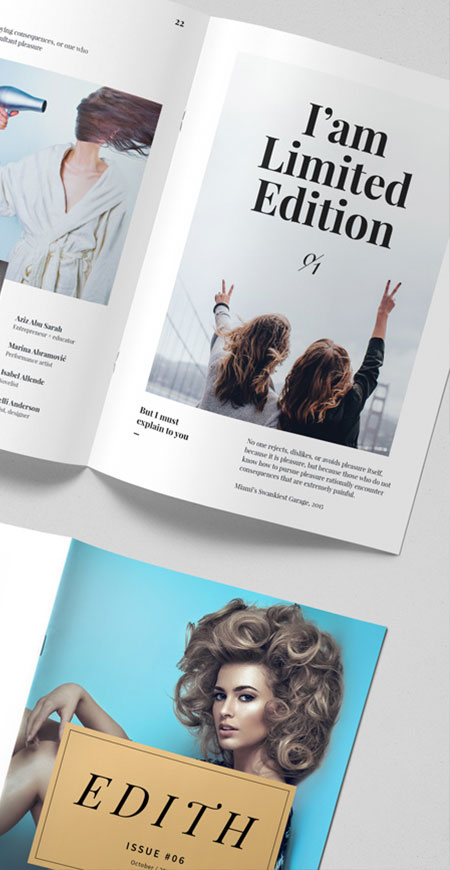 22
consequences, or one who
pleasure
I'am
Limited
Edition
0/1
Aziz Abu Sarah
Entrepreneur + educator
Marina Abramović
Performance artist
Isabel Allende
Novelist
Anderson
designer
But I must
explain to you
No one rejects, dislikes, or avoids pleasure itself,
because it is pleasure, but because those who do not
know how to pursue pleasure rationally encounter
consequences that are extremely painful.
Miami's Swankiest Garage, 2015
EDITH
ISSUE #06
October /